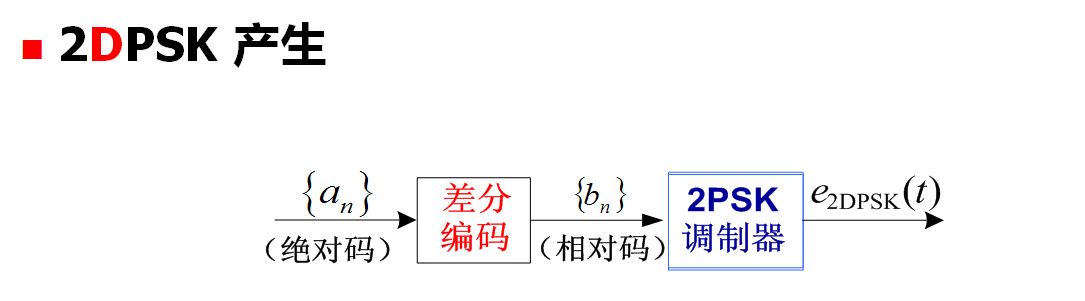 2DPSK 产生
{aₙ}
(绝对码)
差分
编码
{bₙ}
(相对码)
2PSK
调制器
e₂DPSK(t)